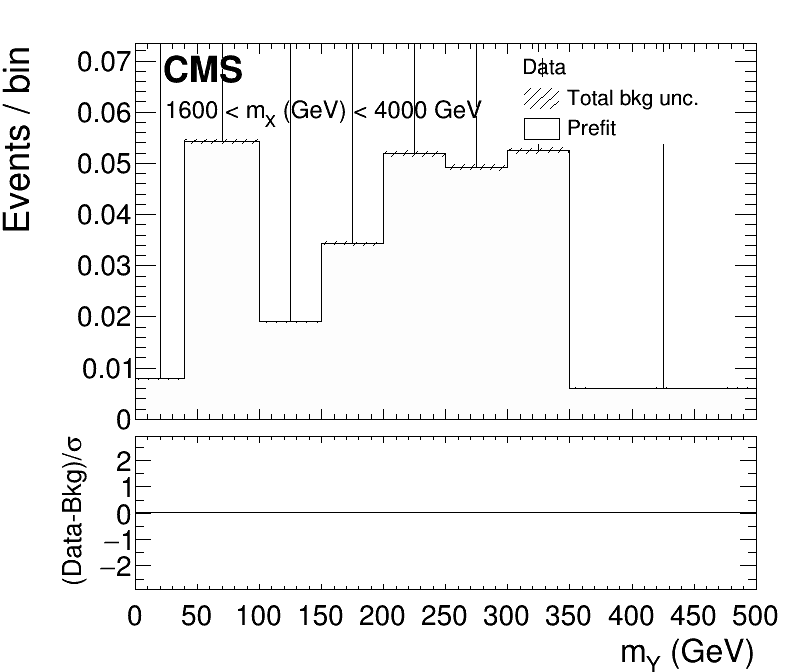 CMS
1600 < mX (GeV) < 4000 GeV
Data
Total bkg unc.
Prefit
Events / bin
0.07
0.06
0.05
0.04
0.03
0.02
0.01
0
(Data-Bkg)/σ
2
1
0
−1
−2
0 50 100 150 200 250 300 350 400 450 500
mY (GeV)